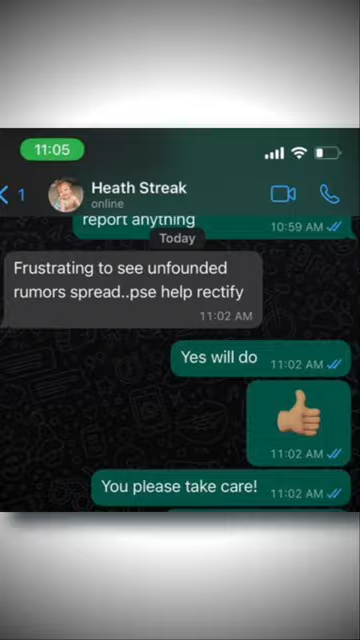 11:05
1
Heath Streak
online
report anything
10:59 AM
Today
Frustrating to see unfounded
rumors spread..pse help rectify
11:02 AM
Yes will do 11:02 AM
11:02 AM
You please take care! 11:02 AM